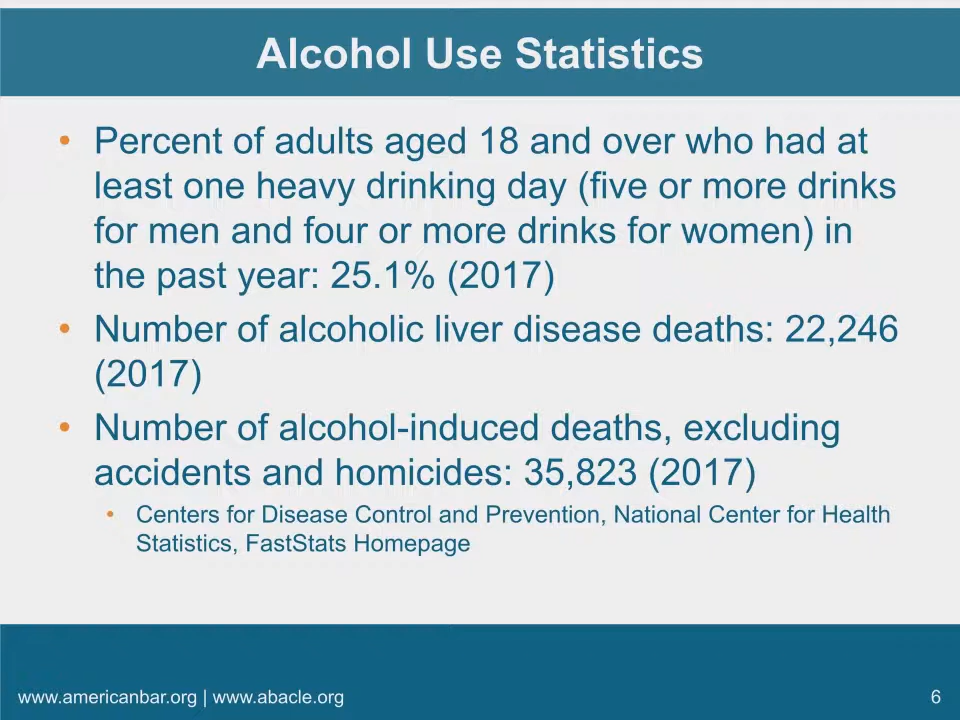 Alcohol Use Statistics
• Percent of adults aged 18 and over who had at
least one heavy drinking day (five or more drinks
for men and four or more drinks for women) in
the past year: 25.1% (2017)
• Number of alcoholic liver disease deaths: 22,246
(2017)
• Number of alcohol-induced deaths, excluding
accidents and homicides: 35,823 (2017)
• Centers for Disease Control and Prevention, National Center for Health
Statistics, FastStats Homepage
www.americanbar.org | www.abacle.org
6